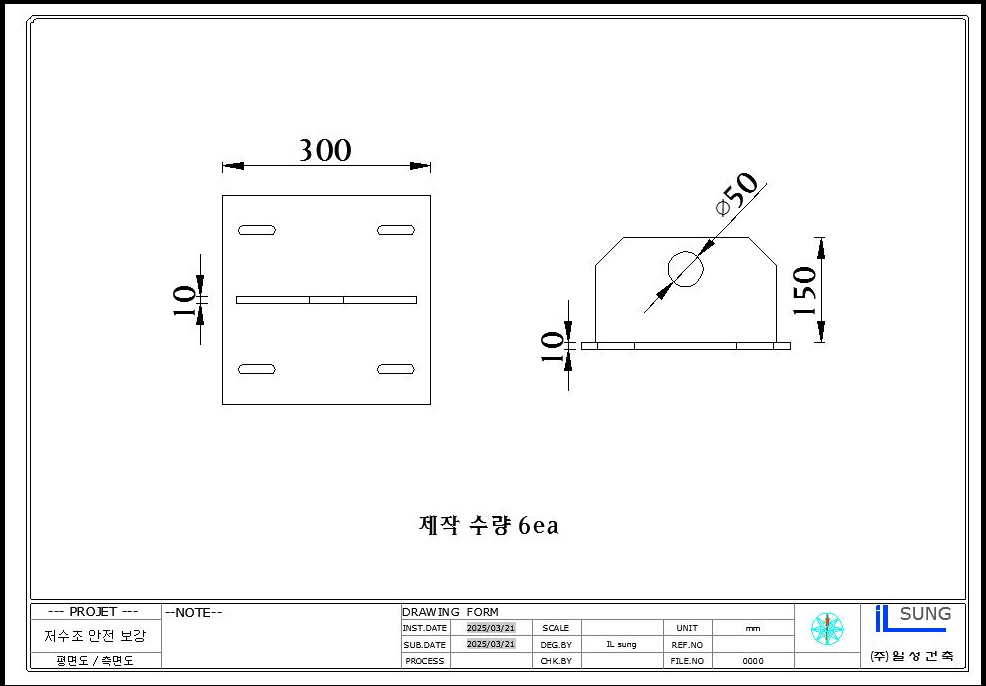 300
ø50
10
150
10
제작 수량 6ea
--- PROJET ---
저수조 안전 보강
평면도 / 측면도
--NOTE--
DRAWING FORM
INST.DATE 2025/03/21 SCALE UNIT mm
SUB.DATE 2025/03/21 DEG.BY IL sung REF.NO
PROCESS CHK.BY FILE.NO 0000
iL SUNG
(주) 일성건축